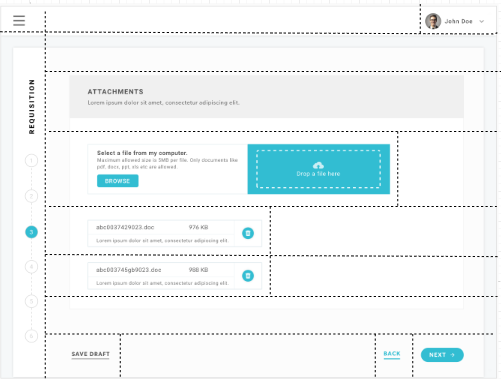 John Doe
REQUISITION
ATTACHMENTS
Lorem ipsum dolor sit amet, consectetur adipiscing elit.
Select a file from my computer.
Maximum allowed size is 5MB per file. Only documents like
pdf, docx, ppt, xls etc are allowed
BROWSE
Drop a file here
1
2
3
4
5
6
abc0037429023.doc 976 KB
Lorem ipsum dolor sit amet, consectetur adipiscing elit.
abc003745gb9023.doc 988 KB
Lorem ipsum dolor sit amet, consectetur adipiscing elit.
SAVE DRAFT
BACK
NEXT